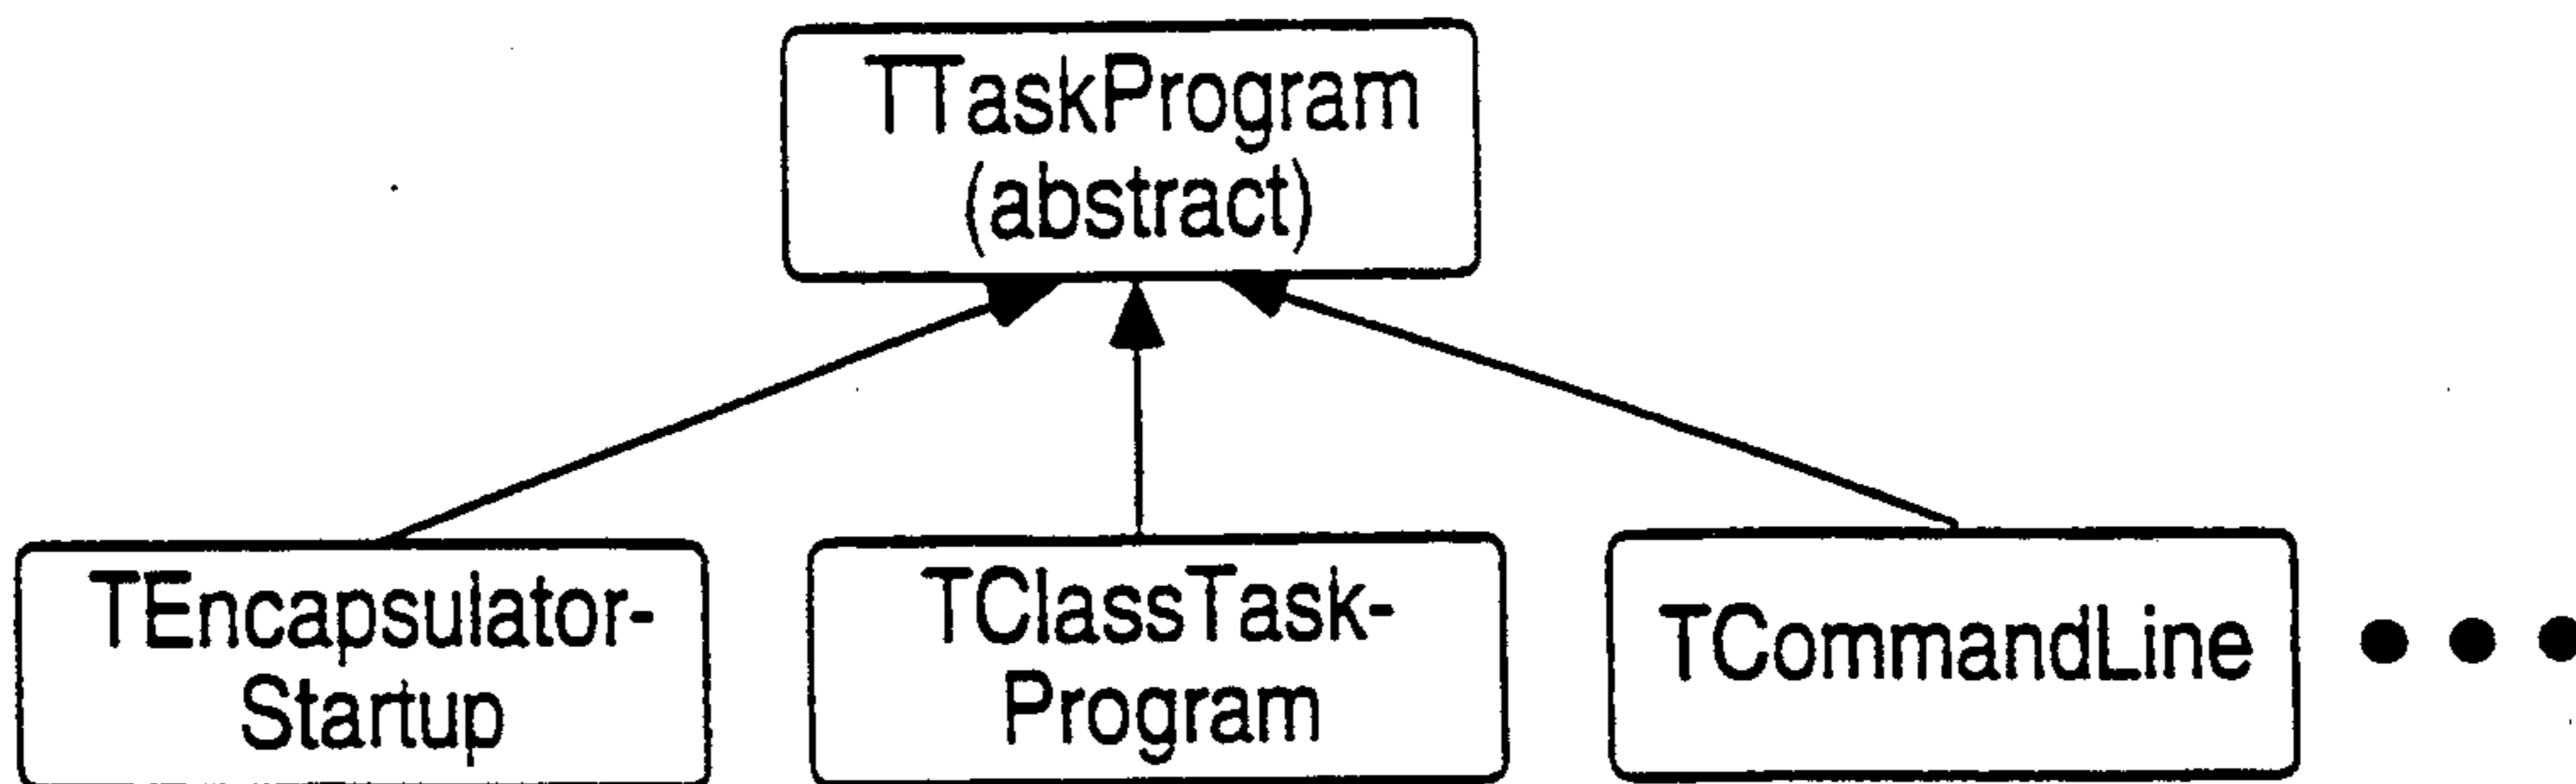 TTaskProgram
(abstract)
TEncapsulator-
Startup
TClassTask-
Program
TCommandLine